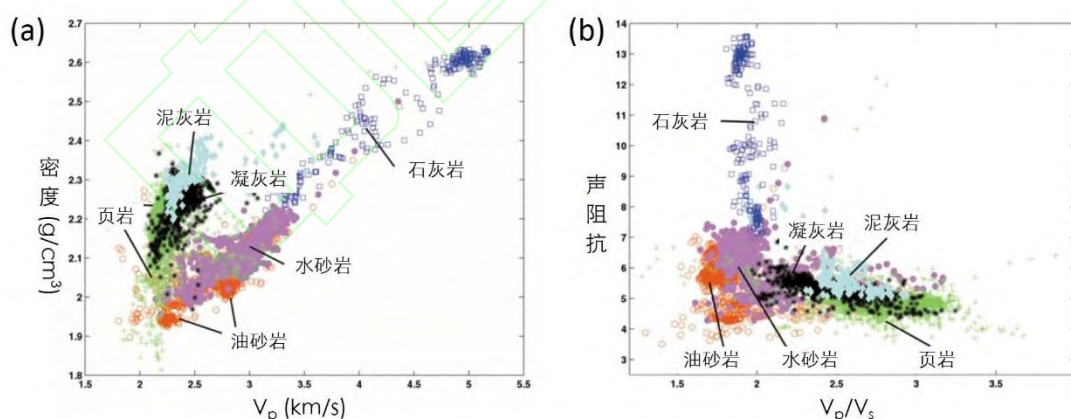 (a)
2.7
2.6
2.5
2.4
2.3
2.2
2.1
2
1.9
1.8
密度 (g/cm³)
泥灰岩
凝灰岩
页岩
石灰岩
水砂岩
油砂岩
1.5 2 2.5 3 3.5 4 4.5 5 5.5
Vp (km/s)
(b)
14
13
12
11
10
9
8
7
6
5
4
3
声阻抗
石灰岩
凝灰岩
泥灰岩
油砂岩
水砂岩
页岩
1.5 2 2.5 3 3.5 4
Vp/Vs